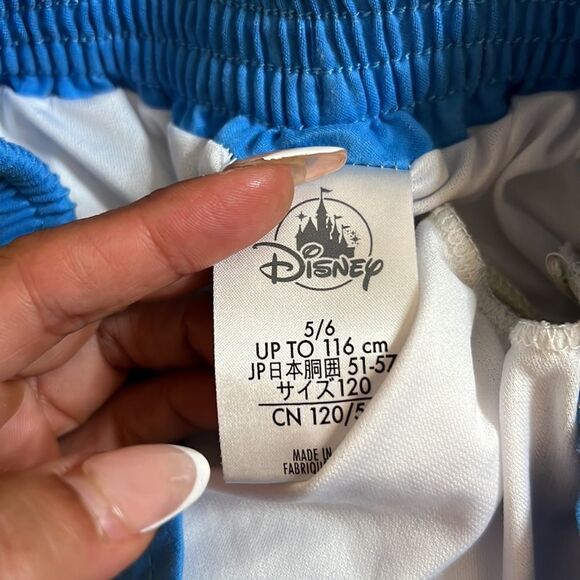 Disney
5/6
UP TO 116 cm
JP日本胴囲 51-57
サイズ120
CN 120/5
MADE IN
FABRIQU